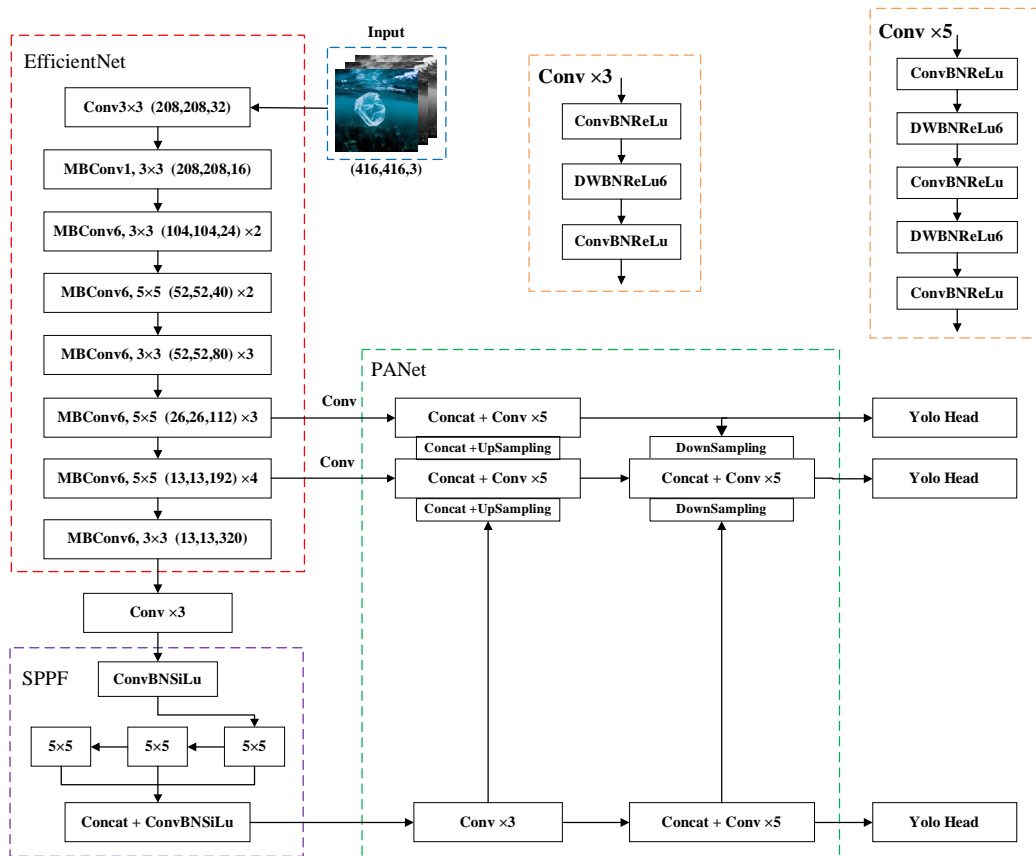 Input
EfficientNet
Conv3×3 (208,208,32)
(416,416,3)
MBConv1, 3×3 (208,208,16)
MBConv6, 3×3 (104,104,24) ×2
MBConv6, 5×5 (52,52,40) ×2
MBConv6, 3×3 (52,52,80) ×3
MBConv6, 5×5 (26,26,112) ×3
MBConv6, 5×5 (13,13,192) ×4
MBConv6, 3×3 (13,13,320)
Conv ×3
ConvBNReLu
DWBNReLu6
ConvBNReLu
Conv ×5
ConvBNReLu
DWBNReLu6
ConvBNReLu
DWBNReLu6
ConvBNReLu
PANet
Conv
Concat + Conv ×5
Yolo Head
Concat +UpSampling
DownSampling
Conv
Concat + Conv ×5
Concat + Conv ×5
Yolo Head
Concat +UpSampling
DownSampling
Conv ×3
SPPF
ConvBNSiLu
5×5
5×5
5×5
Concat + ConvBNSiLu
Conv ×3
Concat + Conv ×5
Yolo Head